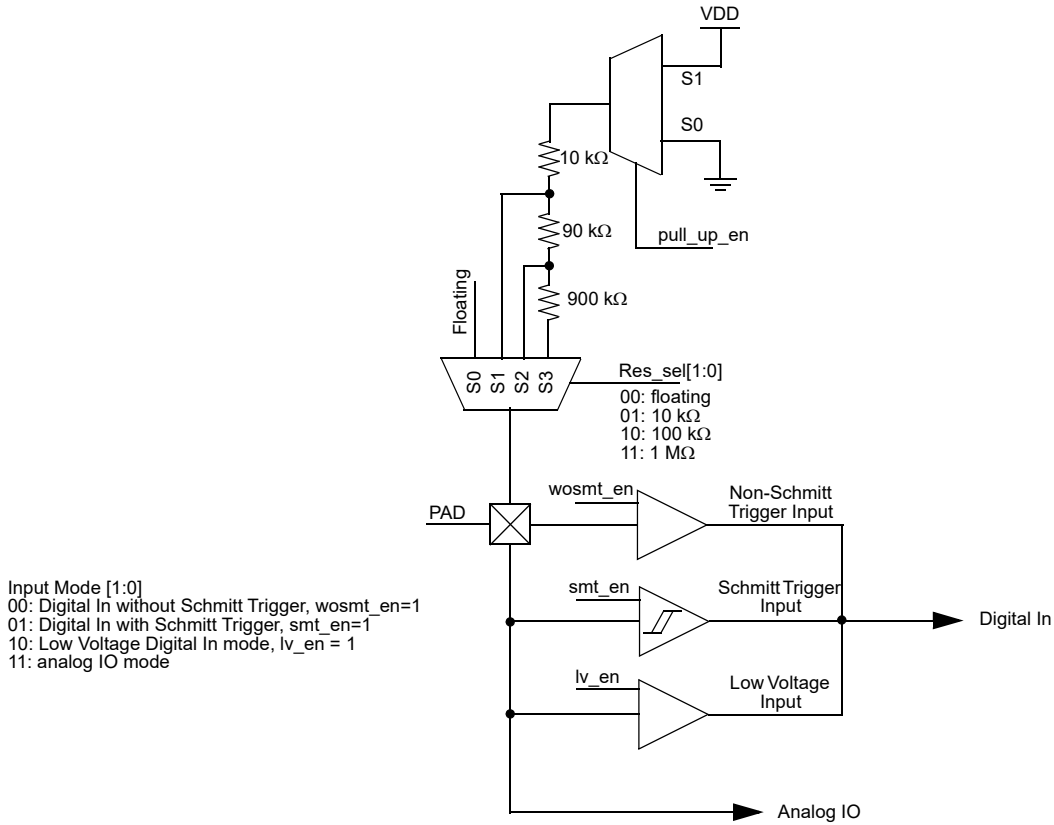 VDD
S1
S0
10 kΩ
90 kΩ
pull_up_en
900 kΩ
Floating
S0
S1
S2
S3
Res_sel[1:0]
00: floating
01: 10 kΩ
10: 100 kΩ
11: 1 MΩ
wosmt_en
Non-Schmitt
Trigger Input
PAD
Input Mode [1:0]
00: Digital In without Schmitt Trigger, wosmt_en=1
01: Digital In with Schmitt Trigger, smt_en=1
10: Low Voltage Digital In mode, lv_en = 1
11: analog IO mode
smt_en
Schmitt Trigger
Input
Digital In
lv_en
Low Voltage
Input
Analog IO